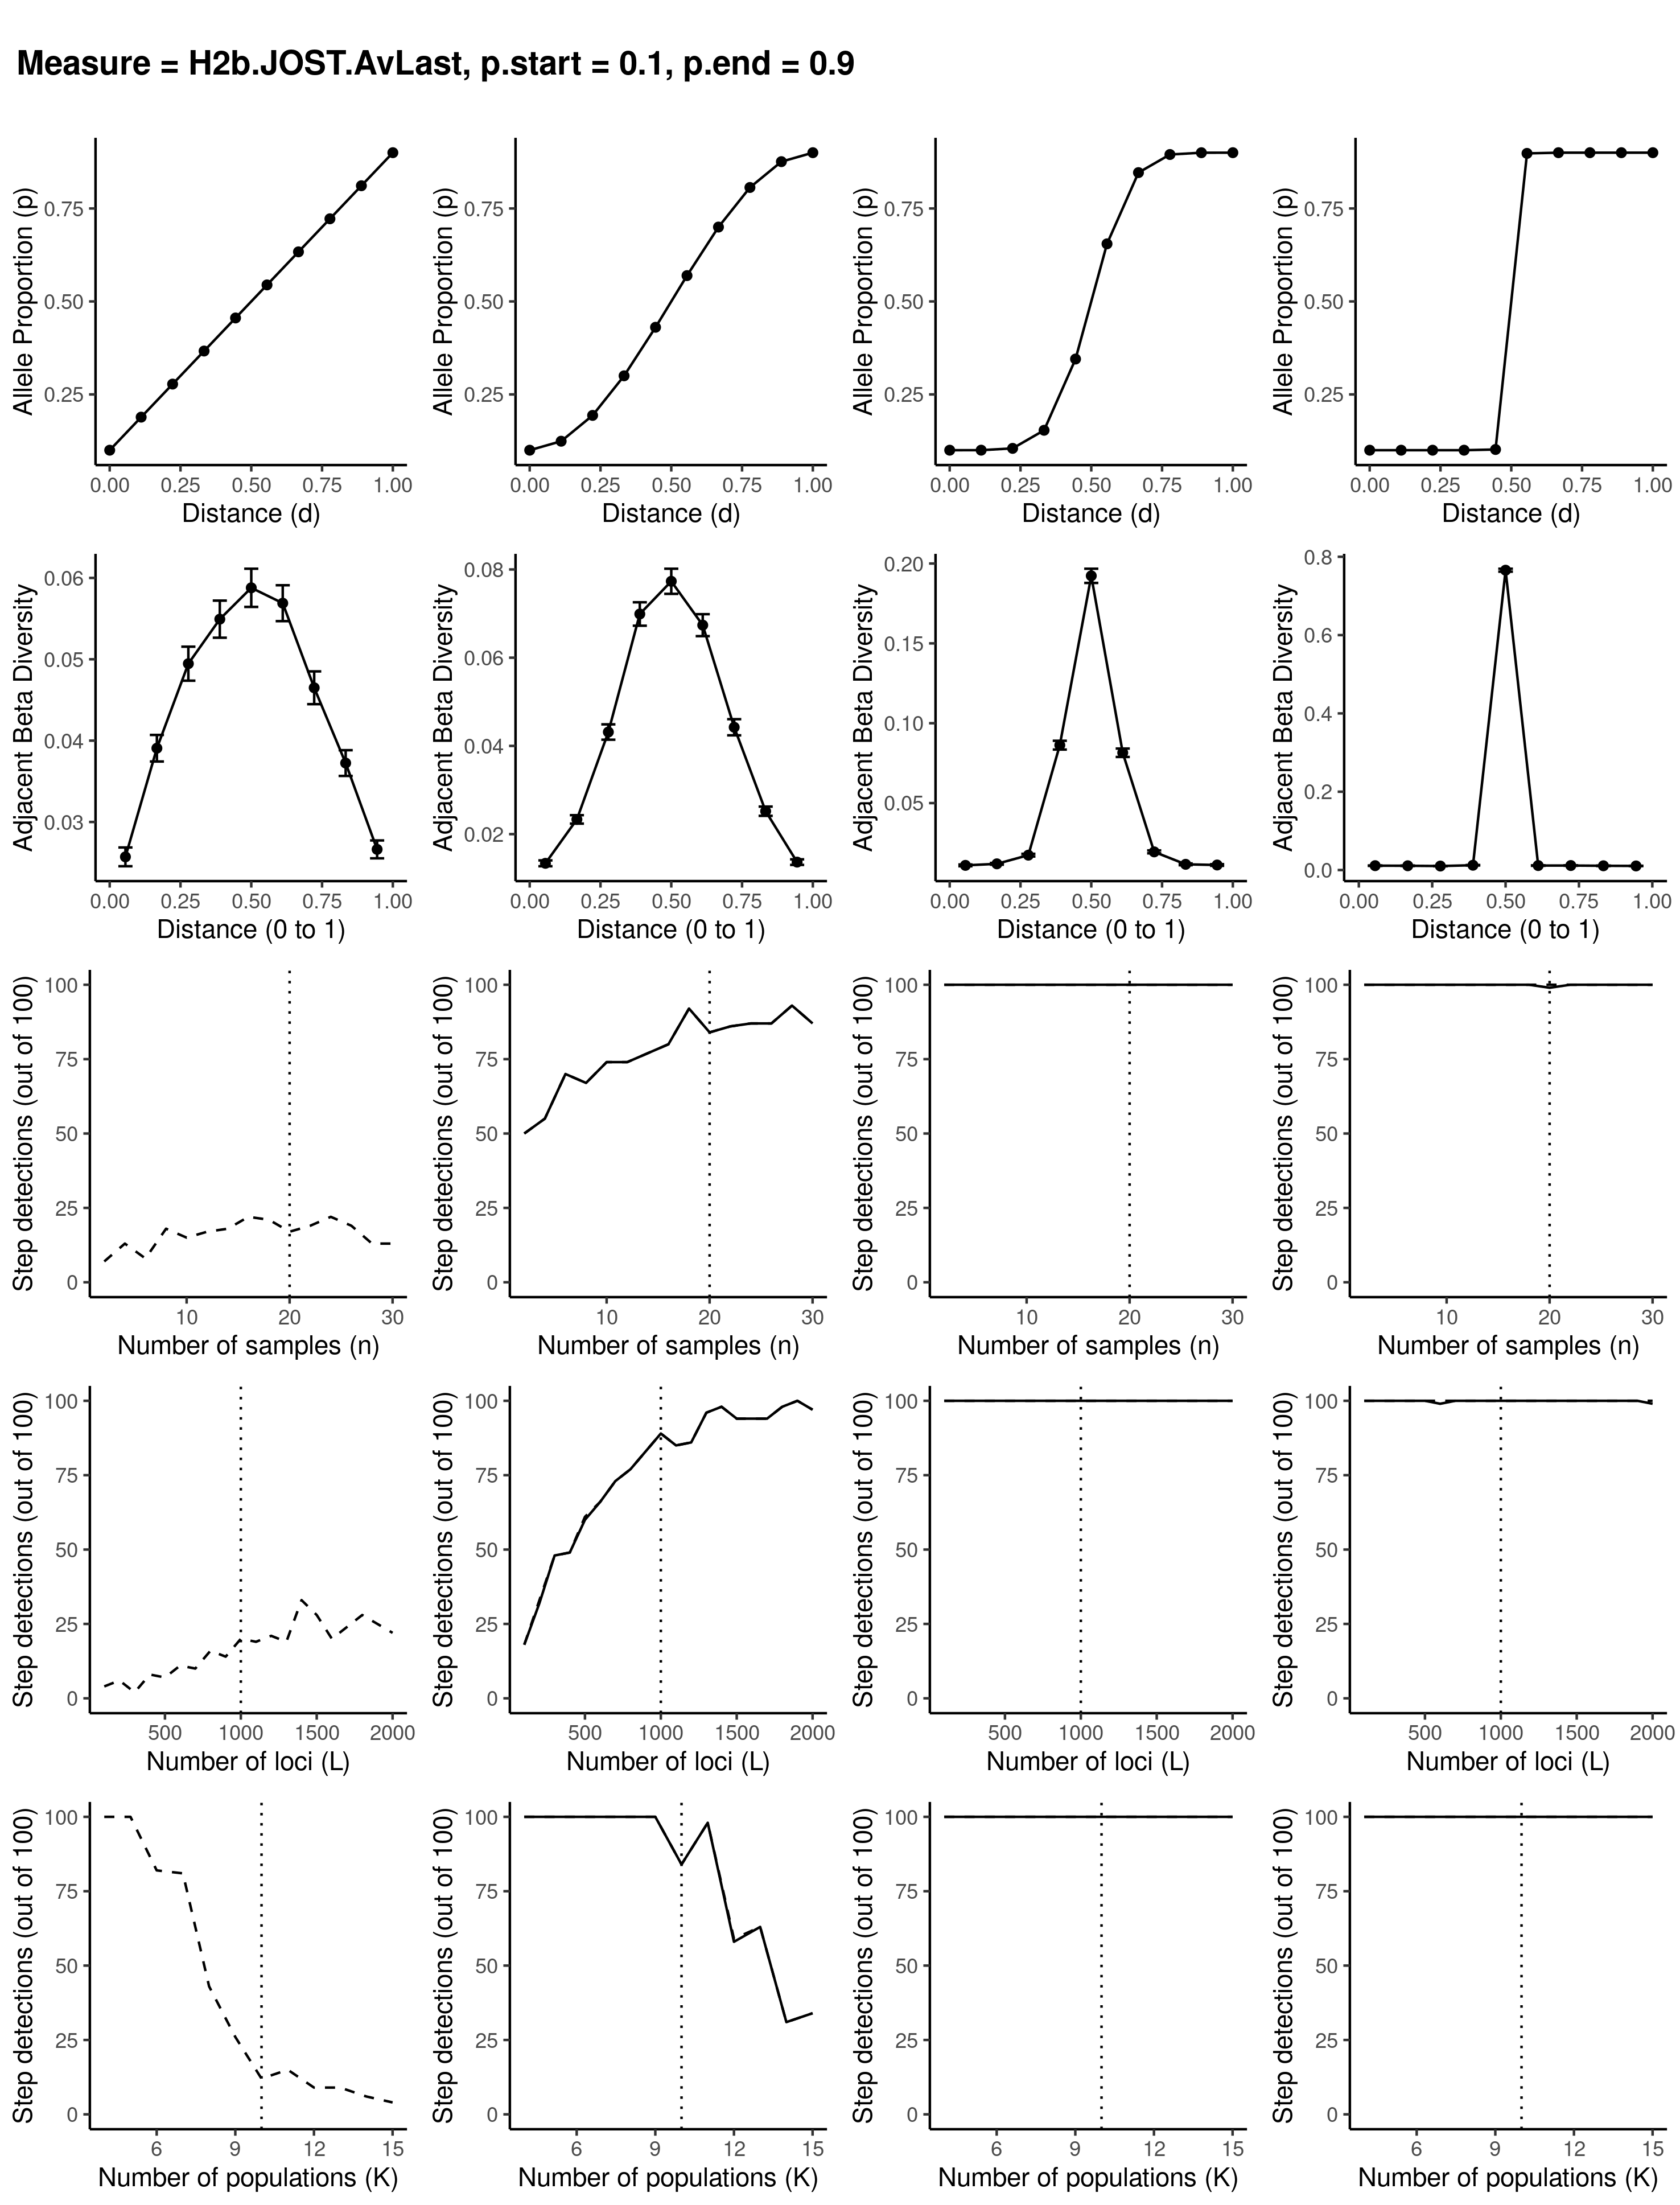 Measure = H2b.JOST.AvLast, p.start = 0.1, p.end = 0.9
Allele Proportion (p)
0.75
0.50
0.25
0.00 0.25 0.50 0.75 1.00
Distance (d)
Allele Proportion (p)
0.75
0.50
0.25
0.00 0.25 0.50 0.75 1.00
Distance (d)
Allele Proportion (p)
0.75
0.50
0.25
0.00 0.25 0.50 0.75 1.00
Distance (d)
Allele Proportion (p)
0.75
0.50
0.25
0.00 0.25 0.50 0.75 1.00
Distance (d)
Adjacent Beta Diversity
0.06
0.05
0.04
0.03
0.00 0.25 0.50 0.75 1.00
Distance (0 to 1)
Adjacent Beta Diversity
0.08
0.06
0.04
0.02
0.00 0.25 0.50 0.75 1.00
Distance (0 to 1)
Adjacent Beta Diversity
0.20
0.15
0.10
0.05
0.00 0.25 0.50 0.75 1.00
Distance (0 to 1)
Adjacent Beta Diversity
0.8
0.6
0.4
0.2
0.0
0.00 0.25 0.50 0.75 1.00
Distance (0 to 1)
Step detections (out of 100)
100
75
50
25
0
10 20 30
Number of samples (n)
Step detections (out of 100)
100
75
50
25
0
10 20 30
Number of samples (n)
Step detections (out of 100)
100
75
50
25
0
10 20 30
Number of samples (n)
Step detections (out of 100)
100
75
50
25
0
10 20 30
Number of samples (n)
Step detections (out of 100)
100
75
50
25
0
500 1000 1500 2000
Number of loci (L)
Step detections (out of 100)
100
75
50
25
0
500 1000 1500 2000
Number of loci (L)
Step detections (out of 100)
100
75
50
25
0
500 1000 1500 2000
Number of loci (L)
Step detections (out of 100)
100
75
50
25
0
500 1000 1500 2000
Number of loci (L)
Step detections (out of 100)
100
75
50
25
0
6 9 12 15
Number of populations (K)
Step detections (out of 100)
100
75
50
25
0
6 9 12 15
Number of populations (K)
Step detections (out of 100)
100
75
50
25
0
6 9 12 15
Number of populations (K)
Step detections (out of 100)
100
75
50
25
0
6 9 12 15
Number of populations (K)